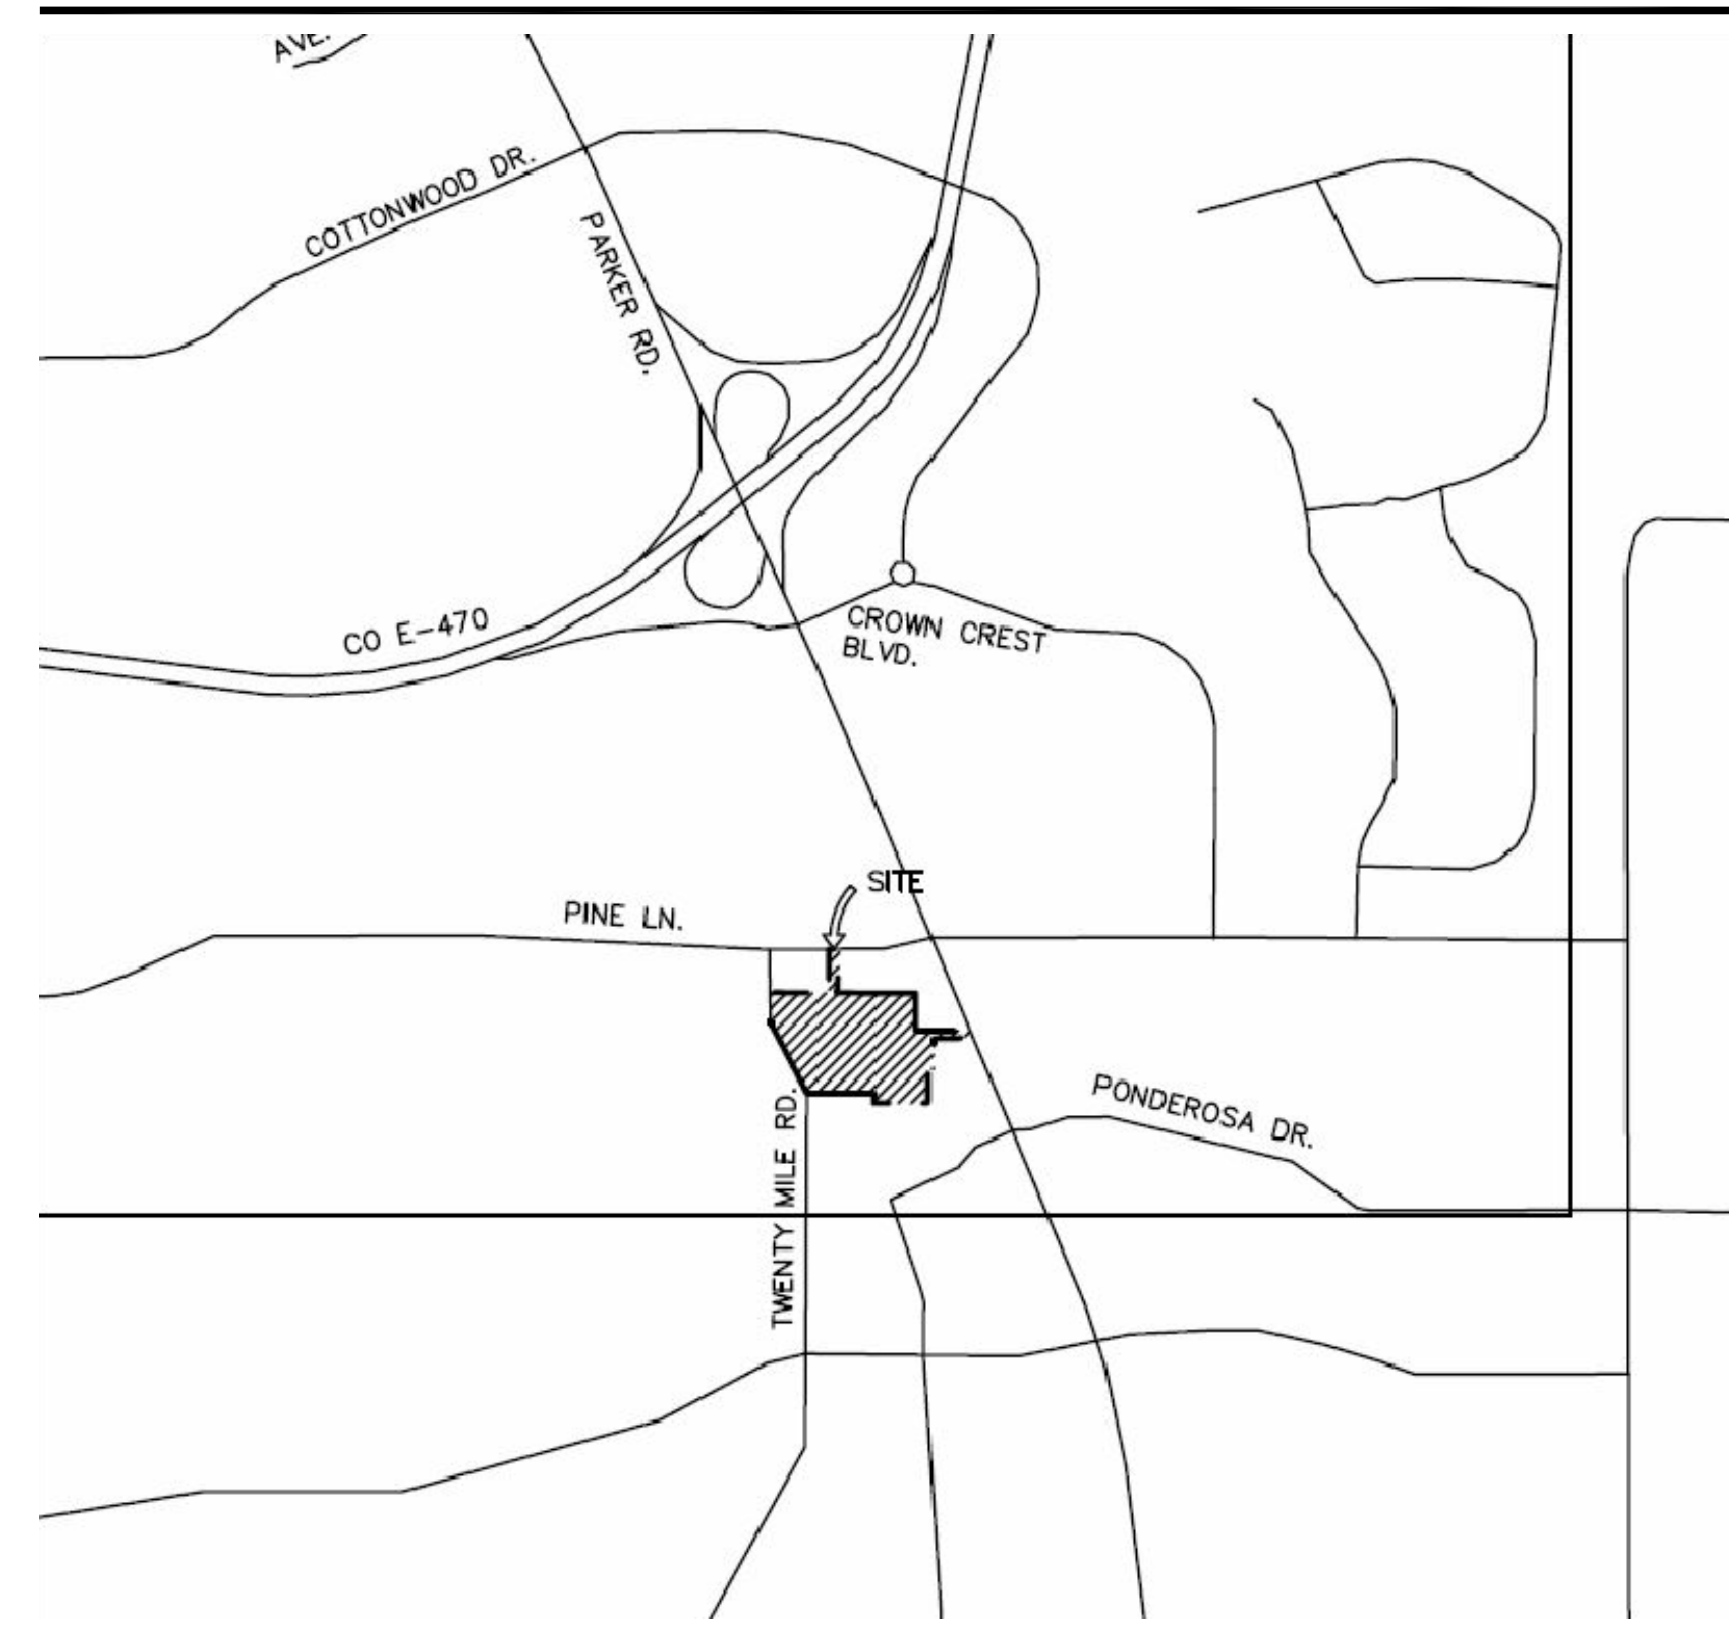 AVE.
COTTONWOOD DR.
PARKER RD.
CO E-470
CROWN CREST
BLVD.
SITE
PINE LN.
PONDEROSA DR.
TWENTY MILE RD.